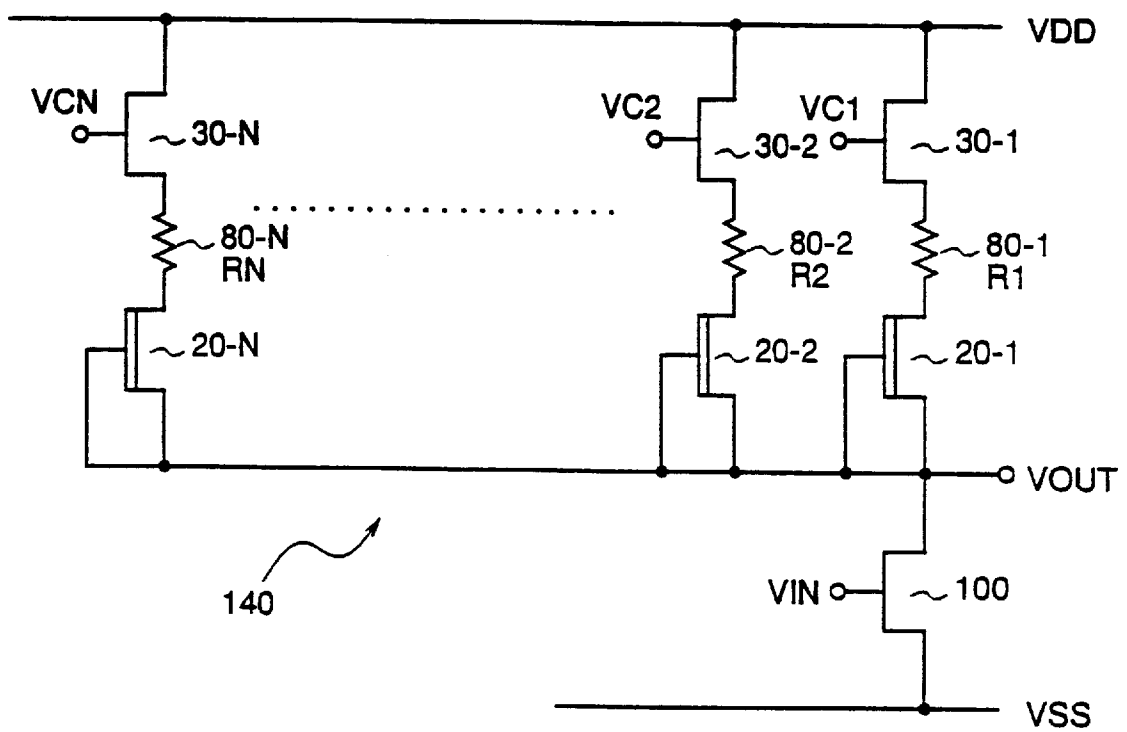 VDD
VCN
VC2
VC1
30-N
30-2
30-1
80-N
RN
80-2
R2
80-1
R1
20-N
20-2
20-1
VOUT
140
VIN
100
VSS